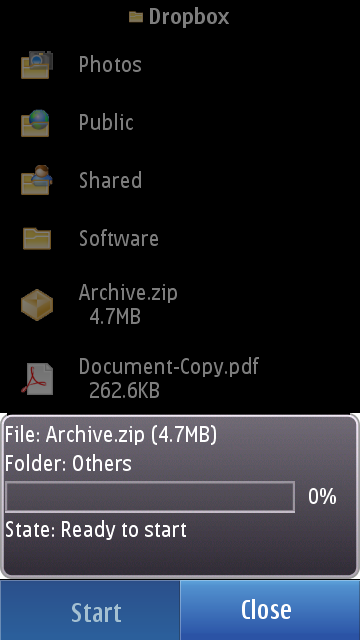 Dropbox
Photos
Public
Shared
Software
Archive.zip
4.7MB
Document-Copy.pdf
262.6KB
File: Archive.zip (4.7MB)
Folder: Others
0%
State: Ready to start
Start
Close